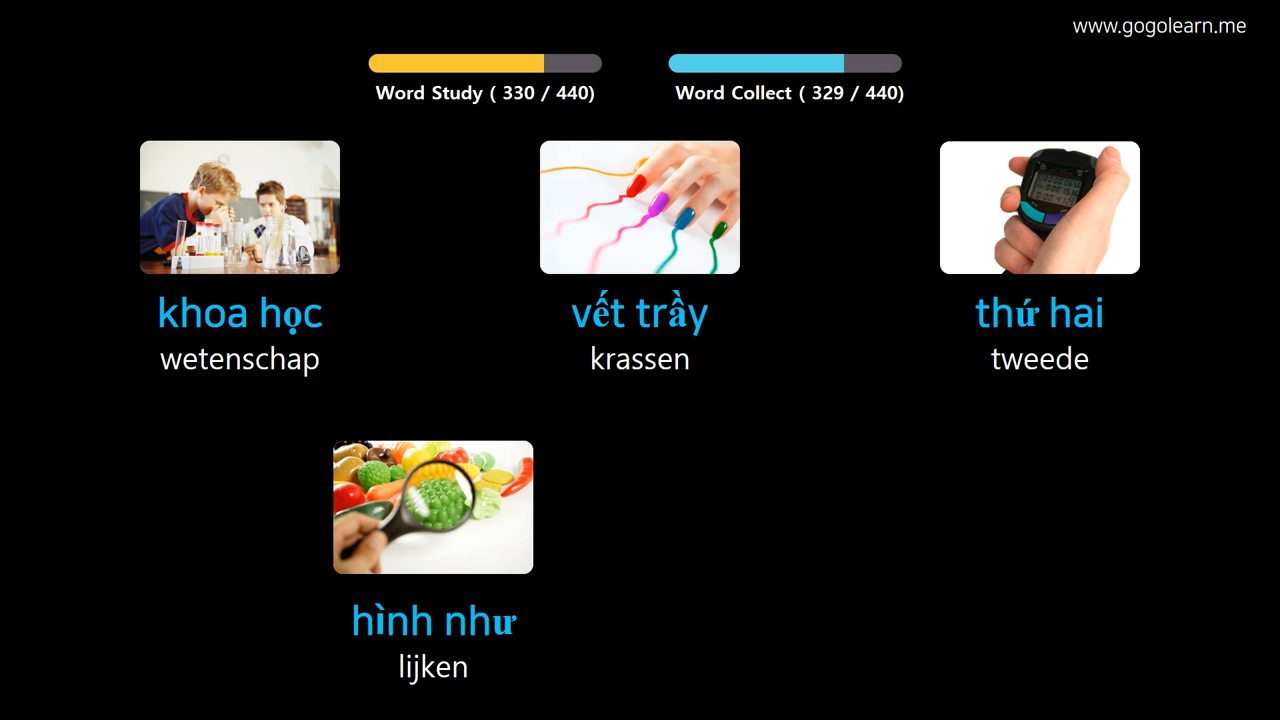 www.gogolearn.me
Word Study ( 330 / 440)
Word Collect ( 329 / 440)
khoa học
wetenschap
vết trầy
krassen
thứ hai
tweede
hình như
lijken